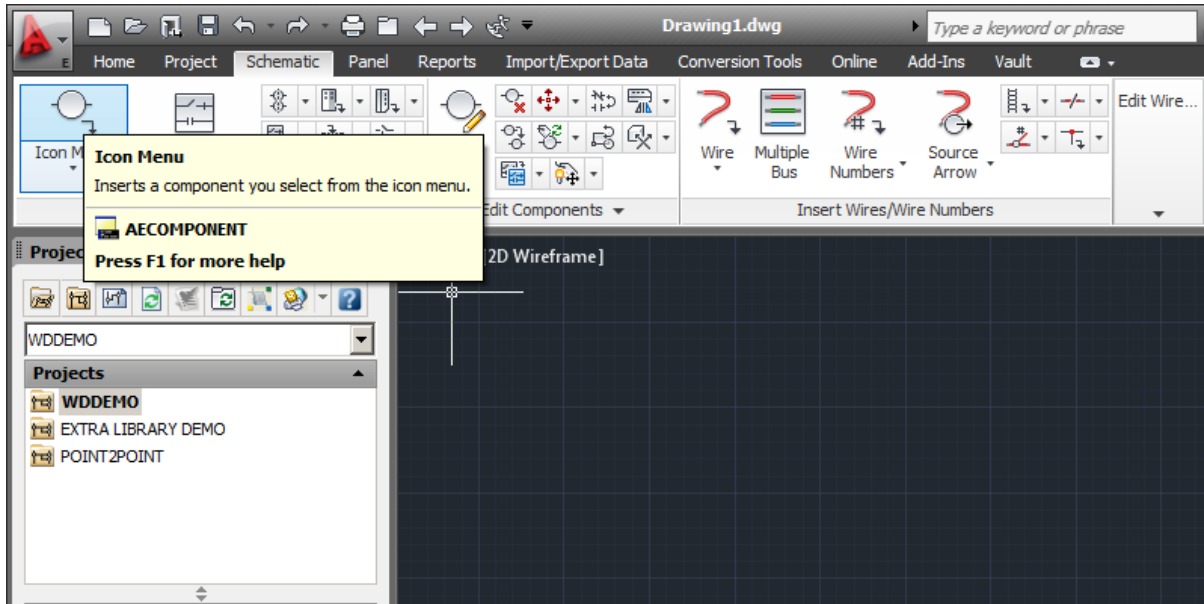 Drawing1.dwg
Type a keyword or phrase
E
Home Project Schematic Panel Reports Import/Export Data Conversion Tools Online Add-Ins Vault
Edit Wire...
Icon M
Wire Multiple Bus Wire Numbers Source Arrow
Icon Menu
Inserts a component you select from the icon menu.
Edit Components Insert Wires/Wire Numbers
AECOMPONENT
Press F1 for more help
Projec
2D Wireframe]
WDDEMO
Projects
WDDEMO
EXTRA LIBRARY DEMO
POINT2POINT